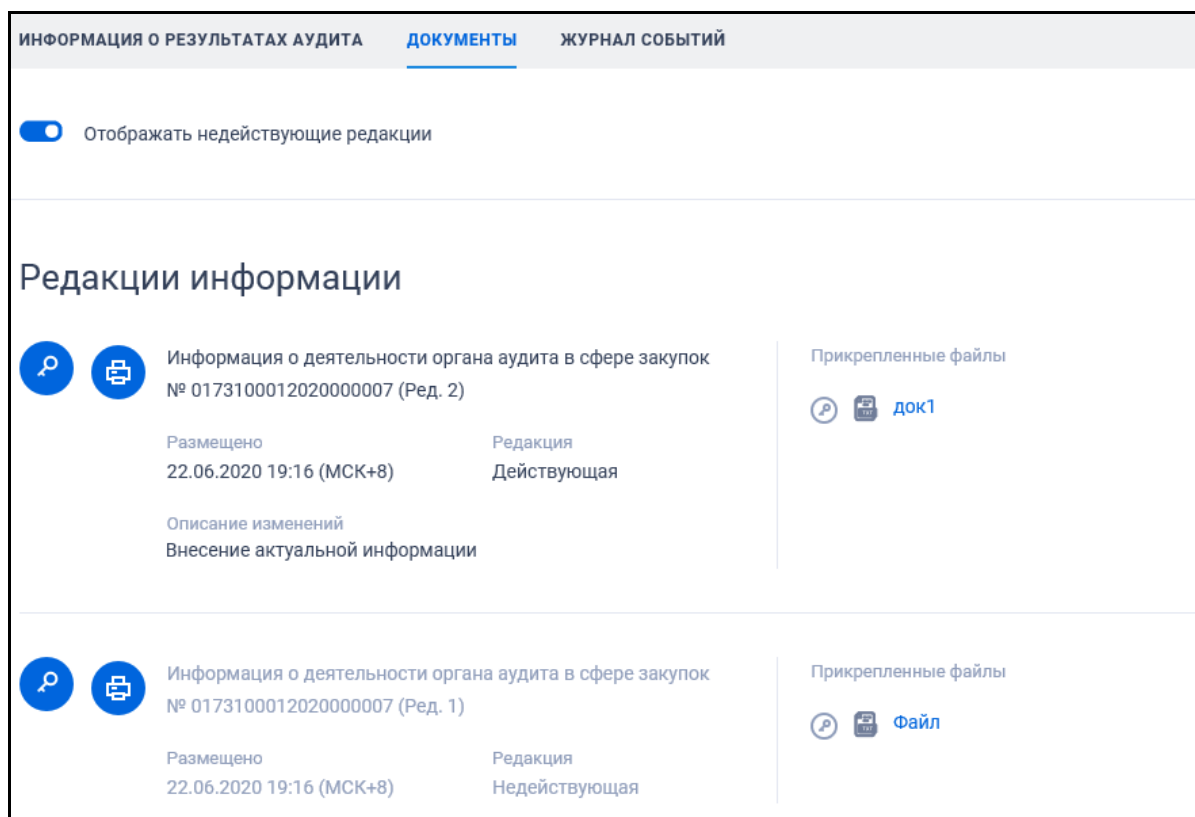 ИНФОРМАЦИЯ О РЕЗУЛЬТАТАХ АУДИТА ДОКУМЕНТЫ ЖУРНАЛ СОБЫТИЙ
Отображать недействующие редакции
Редакции информации
Информация о деятельности органа аудита в сфере закупок
№ 0173100012020000007 (Ред. 2)
Размещено Редакция
22.06.2020 19:16 (МСК+8) Действующая
Описание изменений
Внесение актуальной информации
Прикрепленные файлы
TXT док1
Информация о деятельности органа аудита в сфере закупок
№ 0173100012020000007 (Ред. 1)
Размещено Редакция
22.06.2020 19:16 (МСК+8) Недействующая
Прикрепленные файлы
TXT Файл